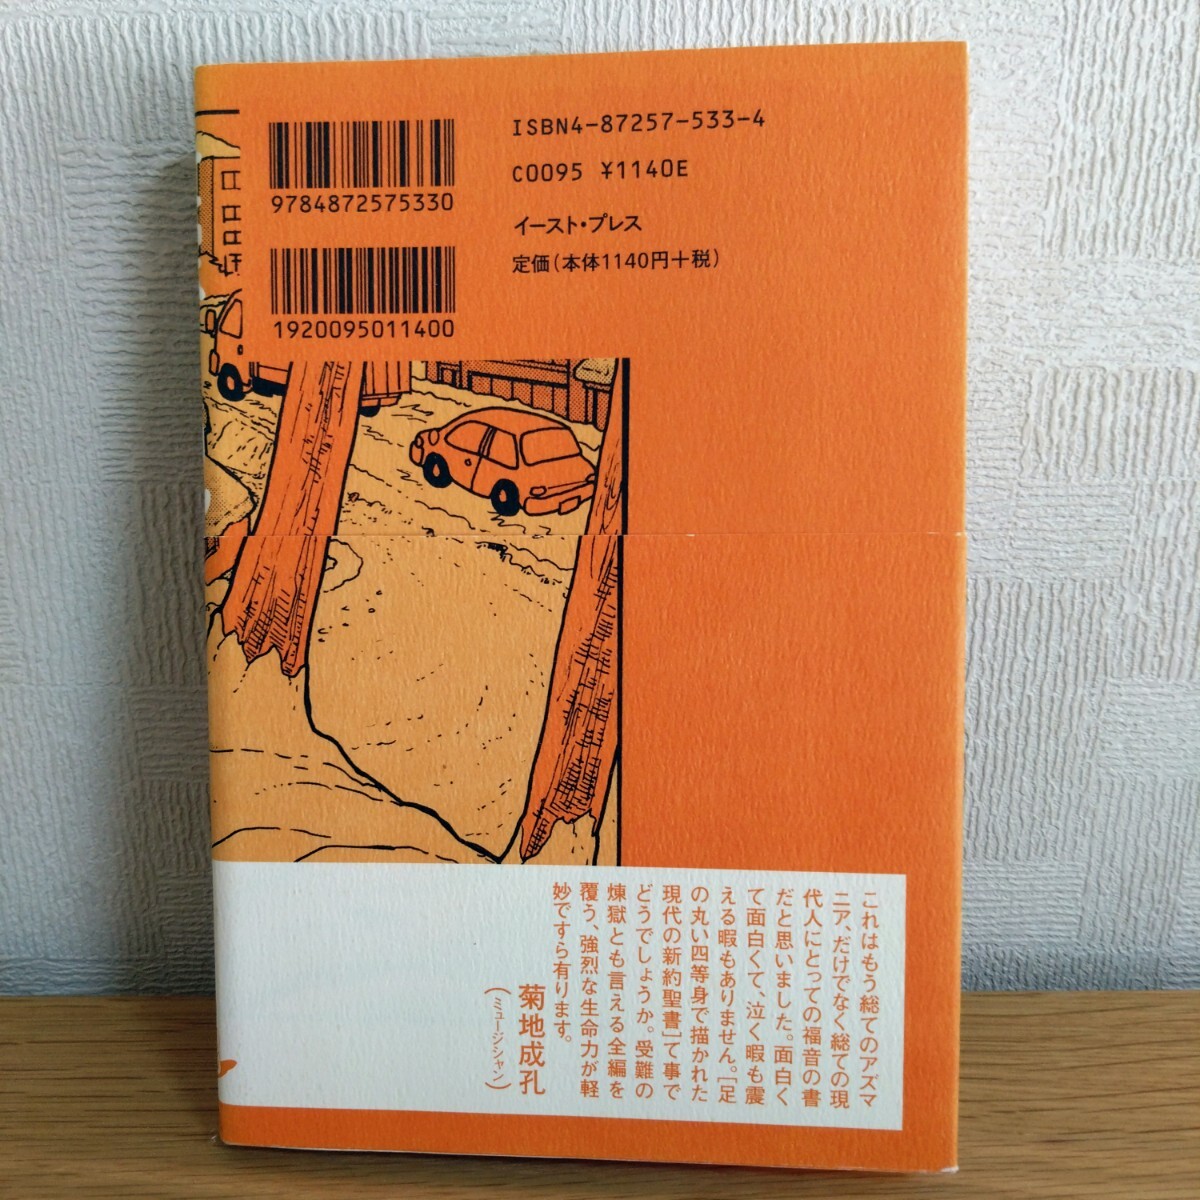 ISBN4-87257-533-4
C0095 ¥1140E
イースト・プレス
定価(本体1140円+税)
9784872575330
1920095011400
これはもう総てのアズマ
ニア、だけでなく総ての現
代人にとっての福音の書
だと思いました。面白く
て面白くて、泣く暇も震
える暇もありません。[足
の丸い四等身で描かれた
現代の新約聖書]て事で
どうでしょうか。受難の
煉獄とも言える全編を
覆う、強烈な生命力が軽
妙ですら有ります。
菊地成孔
(ミュージシャン)